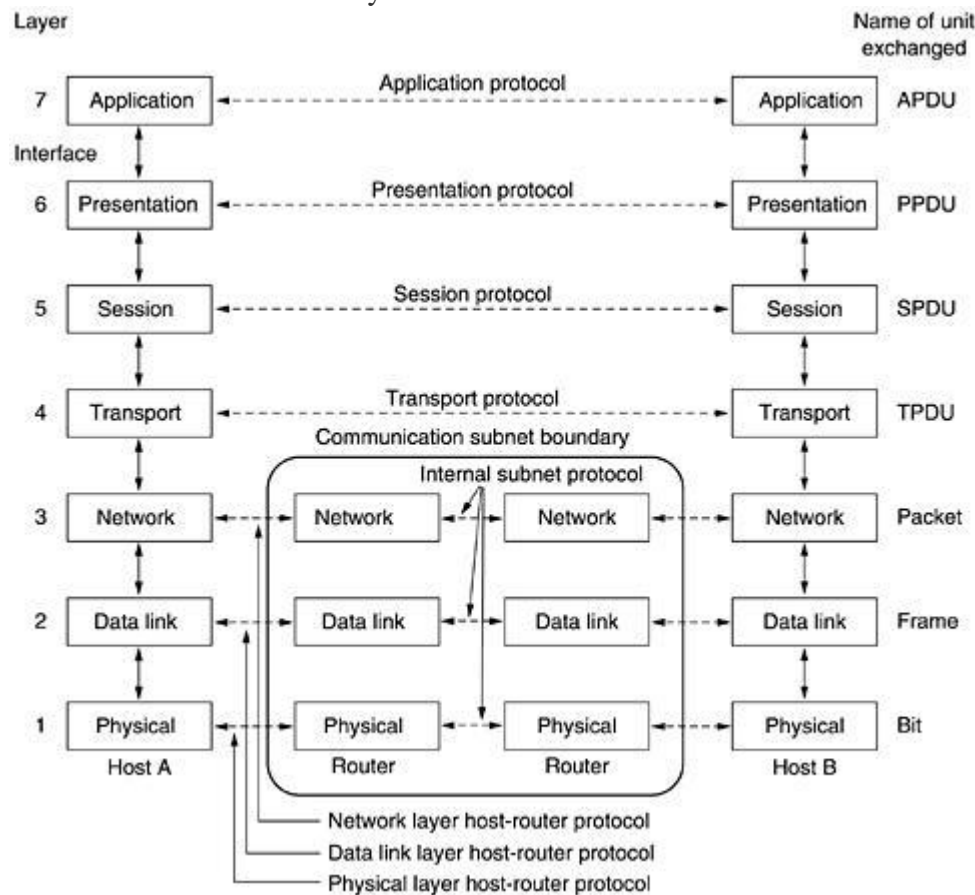 y
Layer
Name of unit
exchanged
Application protocol
7 Application Application APDU
Interface
Presentation protocol
6 Presentation Presentation PPDU
Session protocol
5 Session Session SPDU
Transport protocol
4 Transport Transport TPDU
Communication subnet boundary
Internal subnet protocol
3 Network Network Network Network Packet
2 Data link Data link Data link Data link Frame
1 Physical Physical Physical Physical Bit
Host A Router Router Host B
Network layer host-router protocol
Data link layer host-router protocol
Physical layer host-router protocol